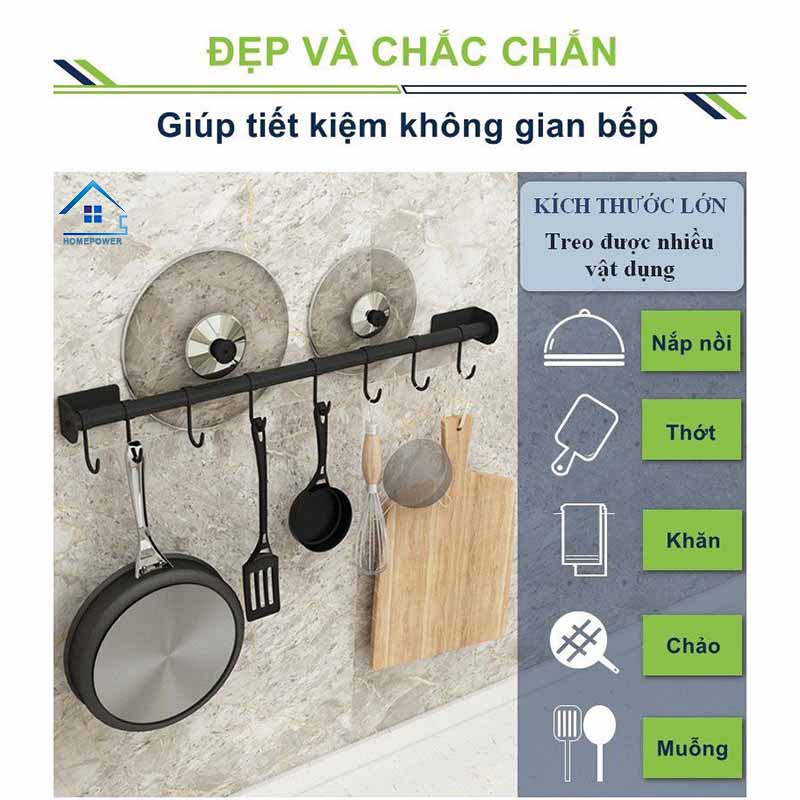 ĐẸP VÀ CHẮC CHẮN
Giúp tiết kiệm không gian bếp
HOMEPOWER
KÍCH THƯỚC LỚN
Treo được nhiều
vật dụng
Nắp nồi
Thớt
Khăn
Chảo
Muỗng